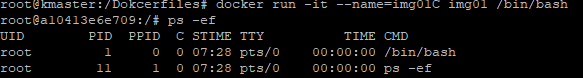 root@kmaster:/Dokcerfiles# docker run -it --name=img01C img01 /bin/bash
root@a10413e6e709:/# ps -ef
UID PID PPID C STIME TTY TIME CMD
root 1 0 0 07:28 pts/0 00:00:00 /bin/bash
root 11 1 0 07:28 pts/0 00:00:00 ps -ef